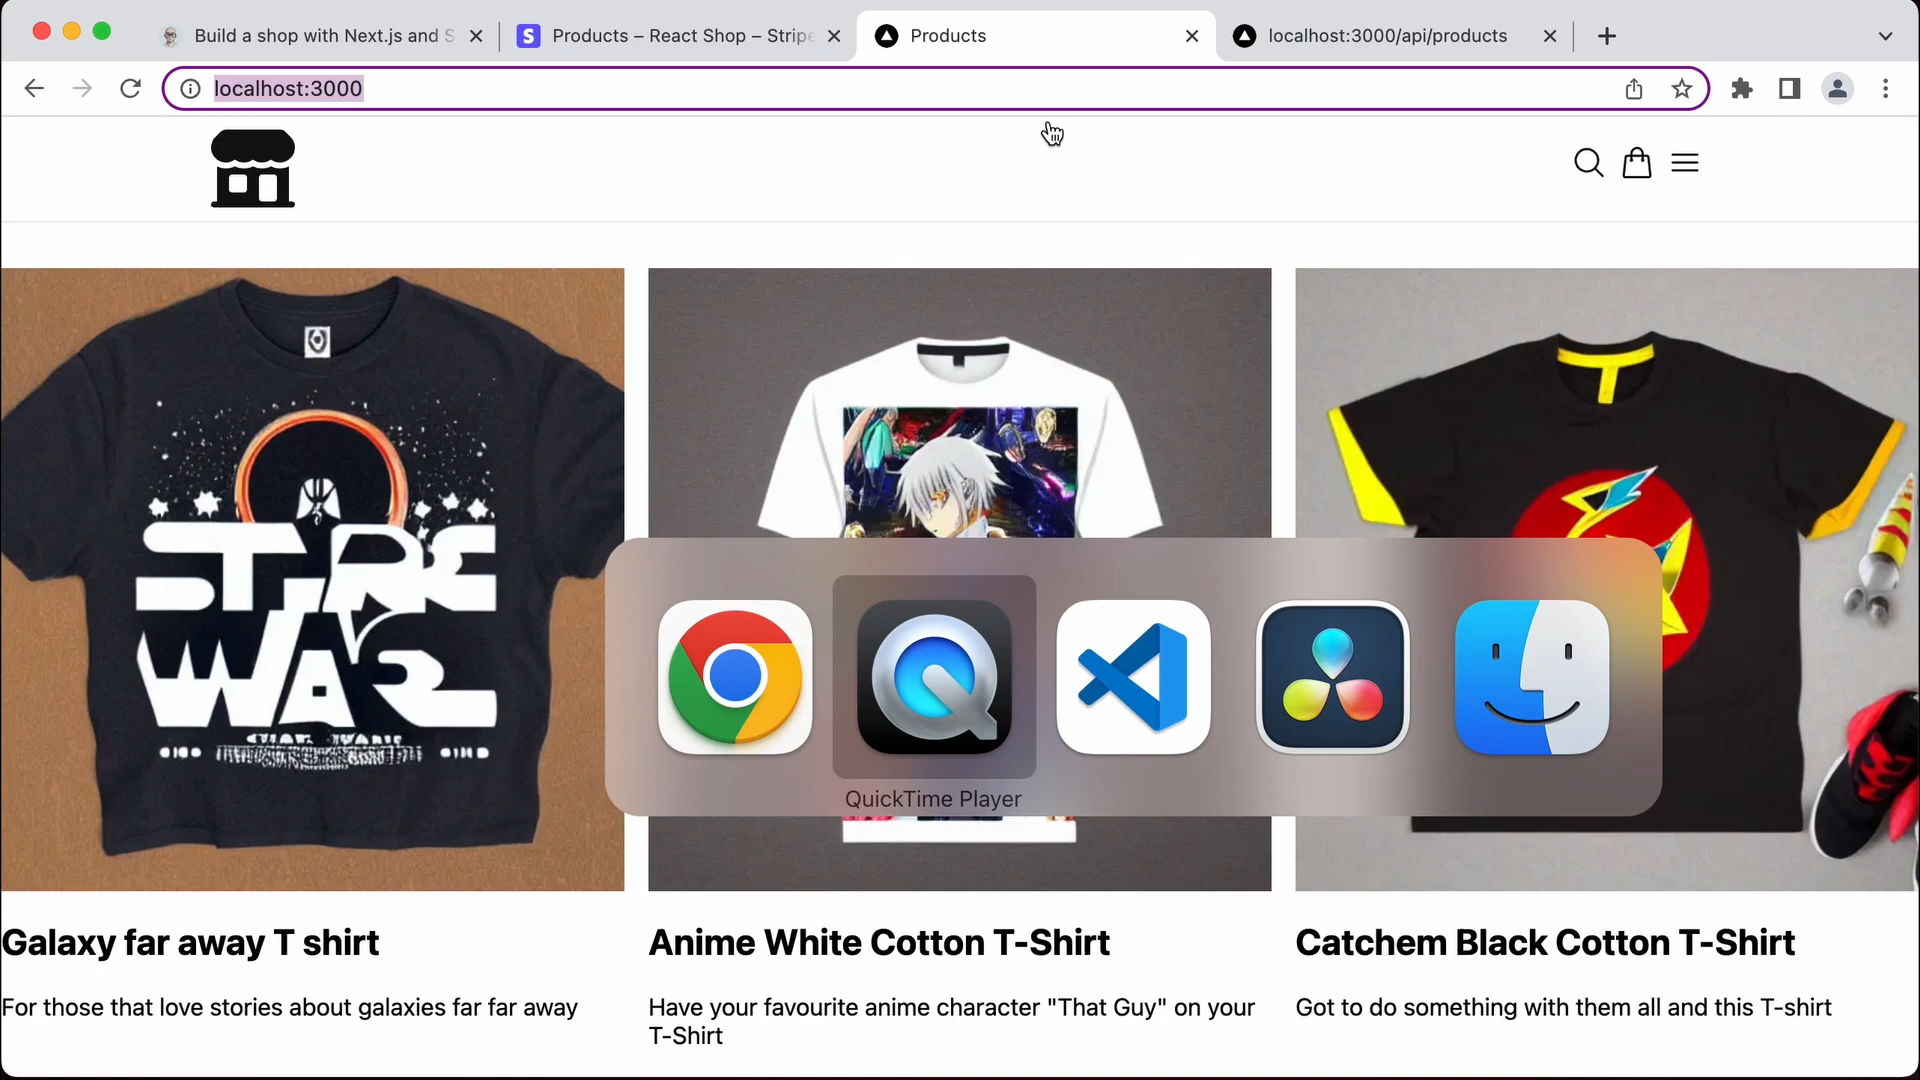 Build a shop with Next.js and S
Products – React Shop – Stripe
Products
localhost:3000/api/products
localhost:3000
STRE
WAR
QuickTime Player
Galaxy far away T shirt
Anime White Cotton T-Shirt
Catchem Black Cotton T-Shirt
For those that love stories about galaxies far far away
Have your favourite anime character "That Guy" on your
T-Shirt
Got to do something with them all and this T-shirt